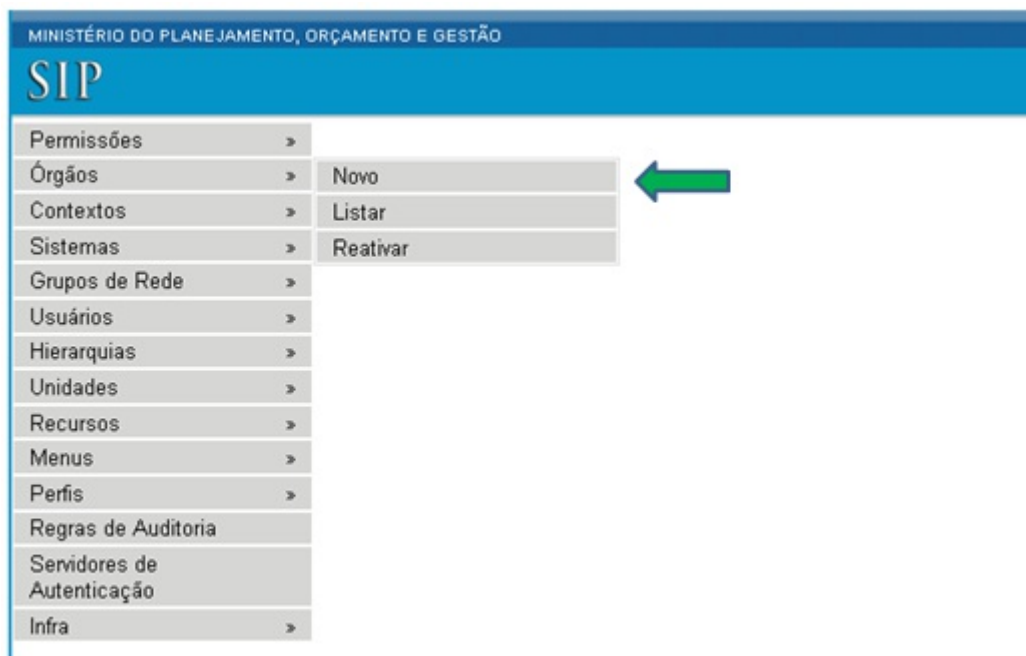 MINISTÉRIO DO PLANEJAMENTO, ORÇAMENTO E GESTÃO
SIP
Permissões »
Órgãos » Novo
Contextos » Listar
Sistemas » Reativar
Grupos de Rede »
Usuários »
Hierarquias »
Unidades »
Recursos »
Menus »
Perfis »
Regras de Auditoria
Servidores de
Autenticação
Infra »